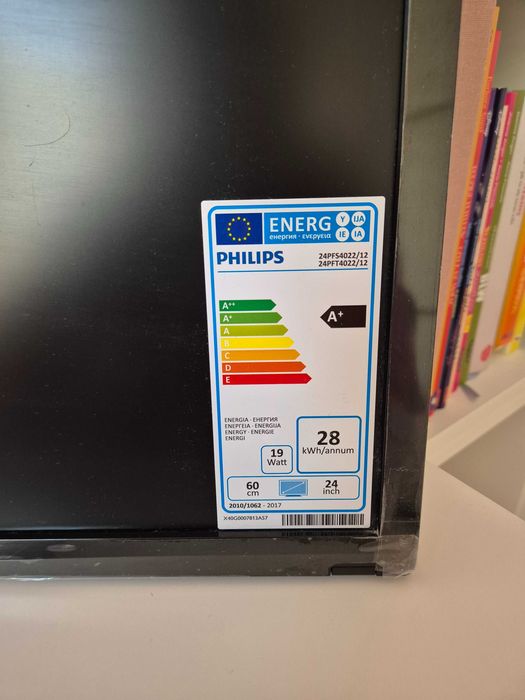 ENERG Y IJA
енергия · ενεργεια IE IA
PHILIPS
24PFS4022/12
24PFT4022/12
A++
A+
A
B
C
D
E
A+
ENERGIA · ЕНЕРГИЯ
ΕΝΕΡΓΕΙΑ · ENERGIJA
ENERGY · ENERGIE
ENERGI
19
Watt
28
kWh/annum
60
cm
24
inch
2010/1062 - 2017
X40G0007813AS7